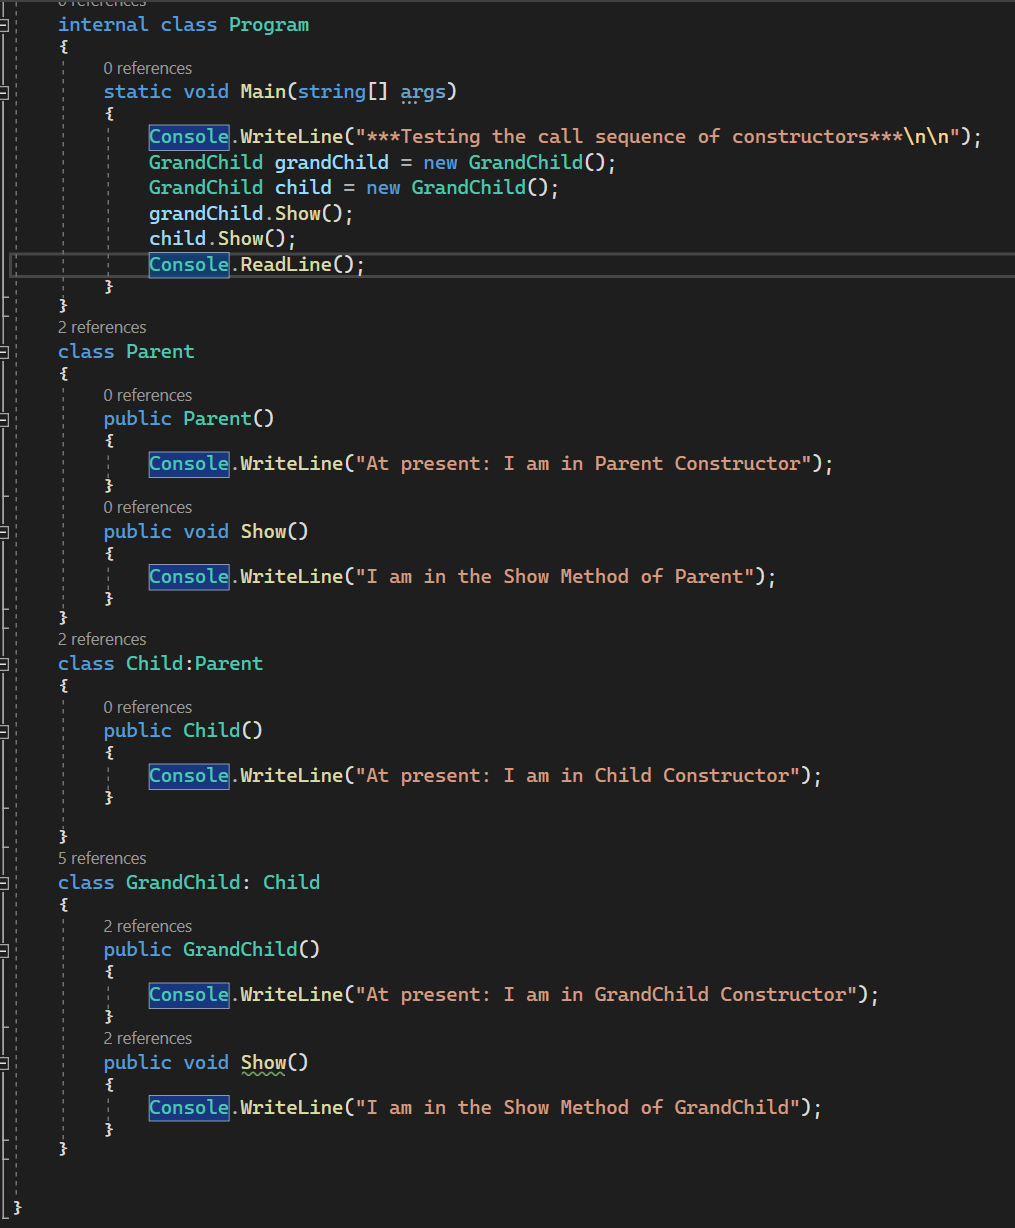 0 references
internal class Program
{
0 references
static void Main(string[] args)
{
Console.WriteLine("***Testing the call sequence of constructors***\n\n");
GrandChild grandChild = new GrandChild();
GrandChild child = new GrandChild();
grandChild.Show();
child.Show();
Console.ReadLine();
}
}
2 references
class Parent
{
0 references
public Parent()
{
Console.WriteLine("At present: I am in Parent Constructor");
}
0 references
public void Show()
{
Console.WriteLine("I am in the Show Method of Parent");
}
}
2 references
class Child:Parent
{
0 references
public Child()
{
Console.WriteLine("At present: I am in Child Constructor");
}
}
5 references
class GrandChild: Child
{
2 references
public GrandChild()
{
Console.WriteLine("At present: I am in GrandChild Constructor");
}
2 references
public void Show()
{
Console.WriteLine("I am in the Show Method of GrandChild");
}
}
}